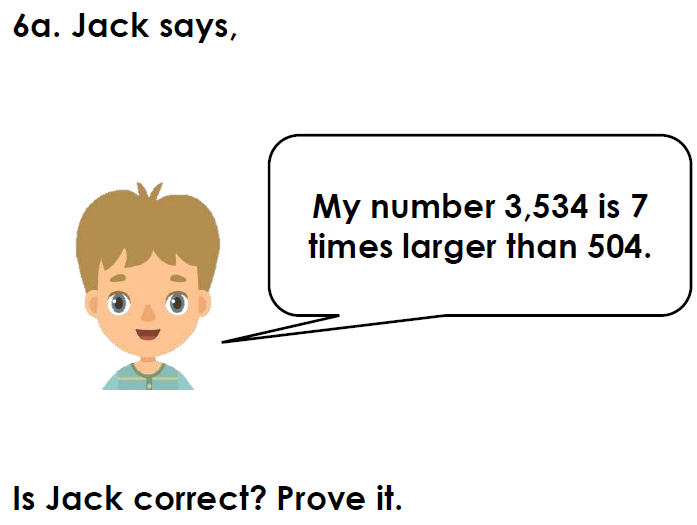 6a. Jack says,
My number 3,534 is 7
times larger than 504.
Is Jack correct? Prove it.